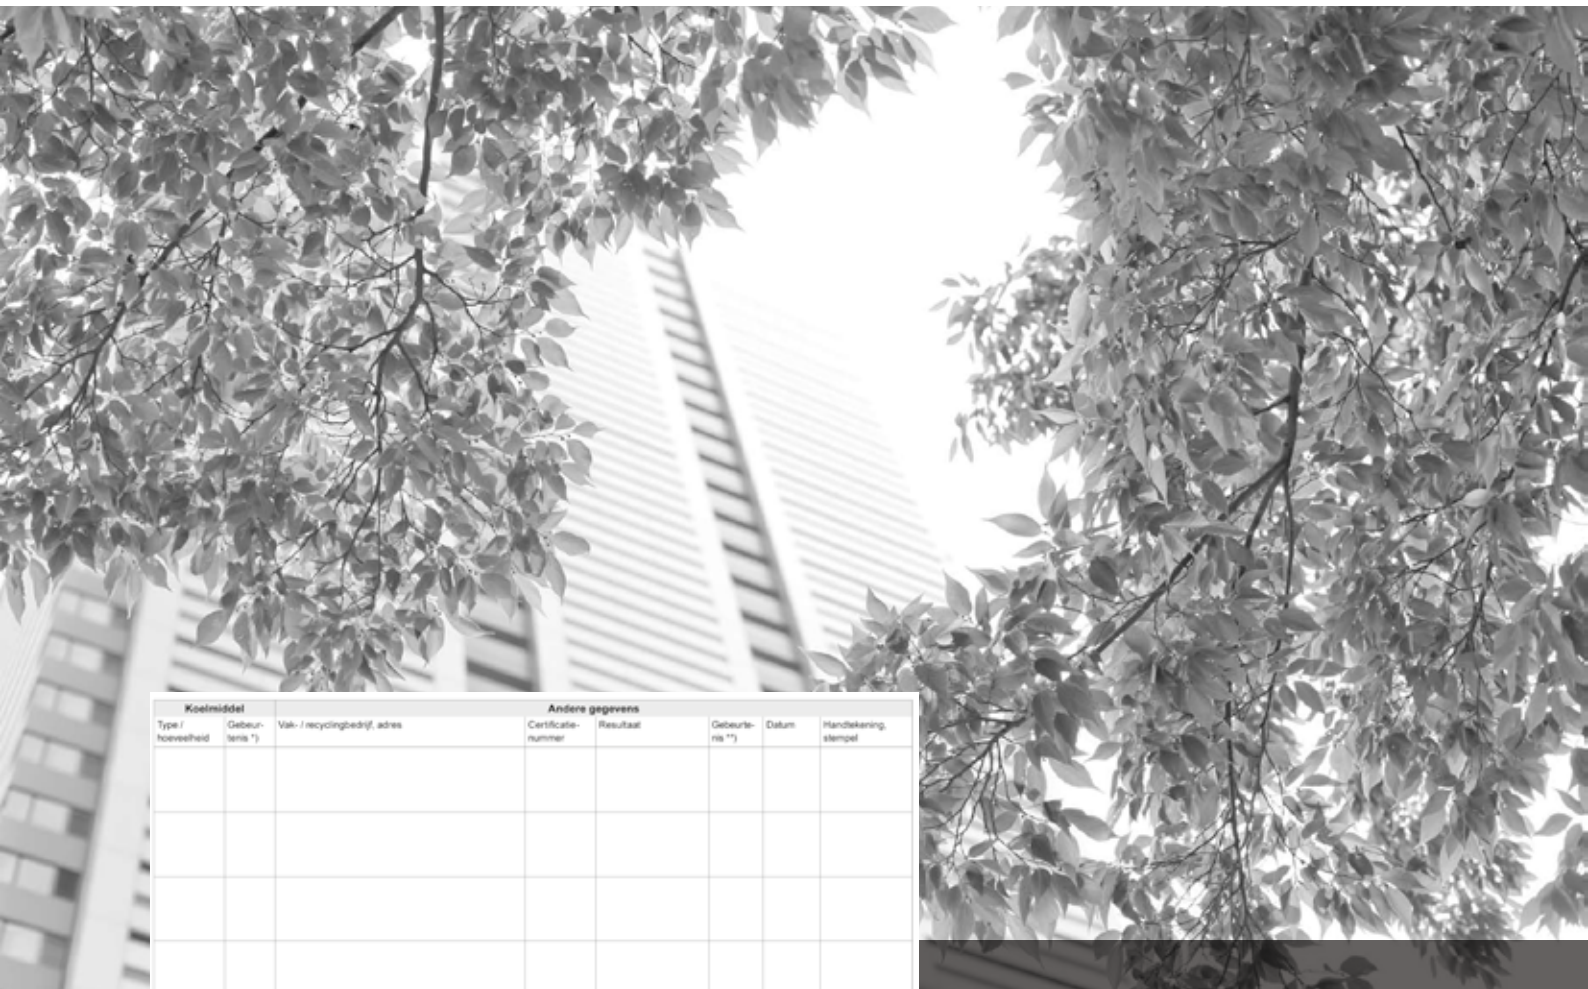 Koelmiddel Andere gegevens
Type / Gebeur- Vak- / recyclingbedrijf, adres Certificatie- Resultaat Gebeurte- Datum Handtekening,
hoeveelheid tenis *) nummer nis **) stempel